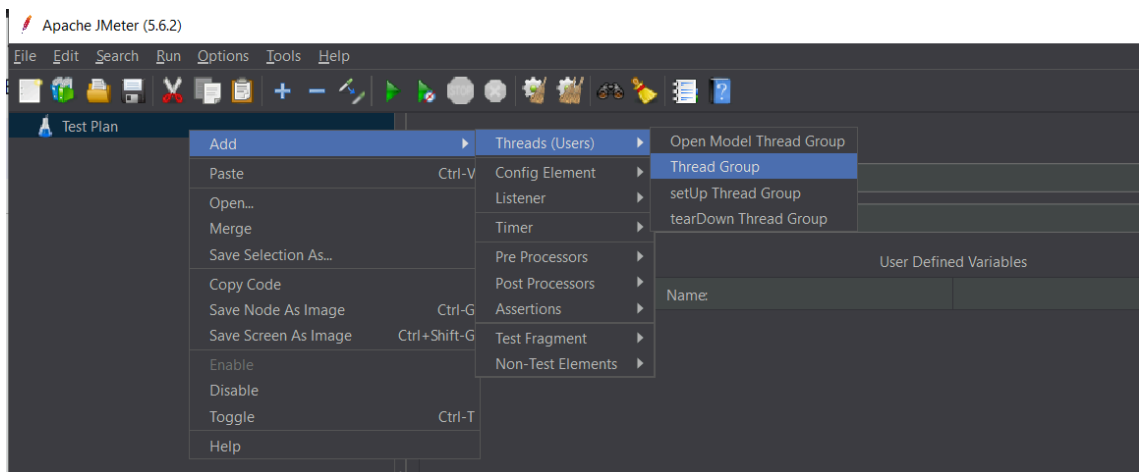 Apache JMeter (5.6.2)
File Edit Search Run Options Tools Help
Test Plan
Add
Paste Ctrl-V
Open...
Merge
Save Selection As...
Copy Code
Save Node As Image Ctrl-G
Save Screen As Image Ctrl+Shift-G
Enable
Disable
Toggle Ctrl-T
Help
Threads (Users)
Config Element
Listener
Timer
Pre Processors
Post Processors
Assertions
Test Fragment
Non-Test Elements
Open Model Thread Group
Thread Group
setUp Thread Group
tearDown Thread Group
User Defined Variables
Name: